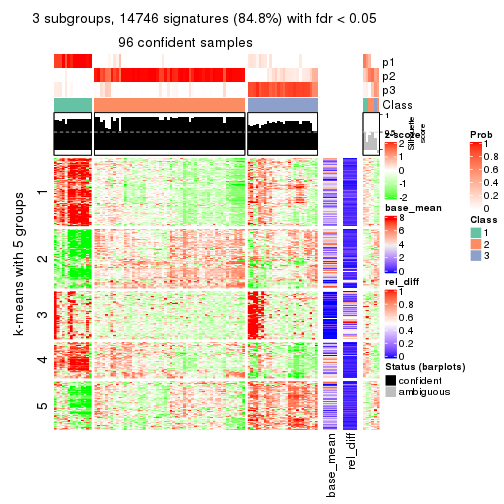 3 subgroups, 14746 signatures (84.8%) with fdr < 0.05
96 confident samples
p1
p2
p3
Class
1
0.5
Silhouette
score
k-means with 5 groups
1
2
3
4
5
base_mean
rel_diff
z-score
2
1
0
-1
-2
base_mean
8
6
4
2
0
rel_diff
1
0.8
0.6
0.4
0.2
0
Status (barplots)
confident
ambiguous
Prob
1
0.8
0.6
0.4
0.2
0
Class
1
2
3